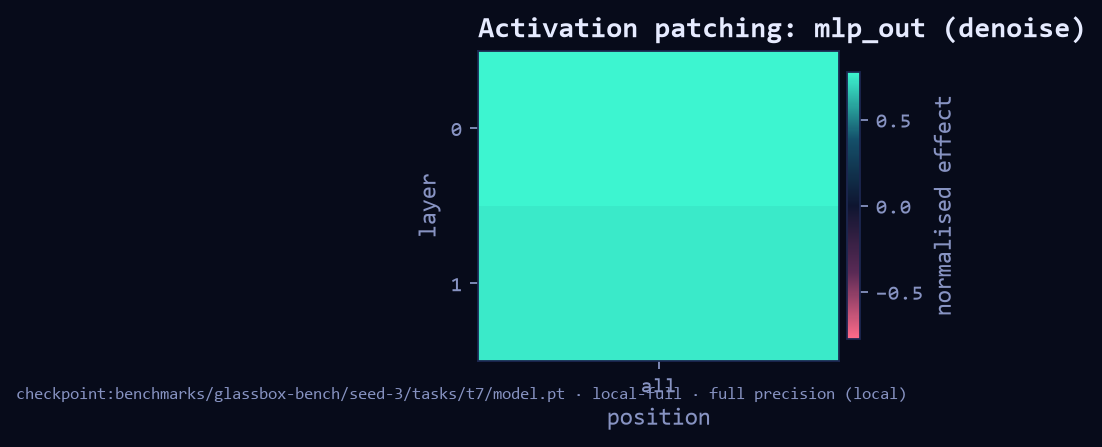 Activation patching: mlp_out (denoise)
0
1
layer
0.5
0.0
−0.5
normalised effect
all
checkpoint:benchmarks/glassbox-bench/seed-3/tasks/t7/model.pt · local-full · full precision (local)
position